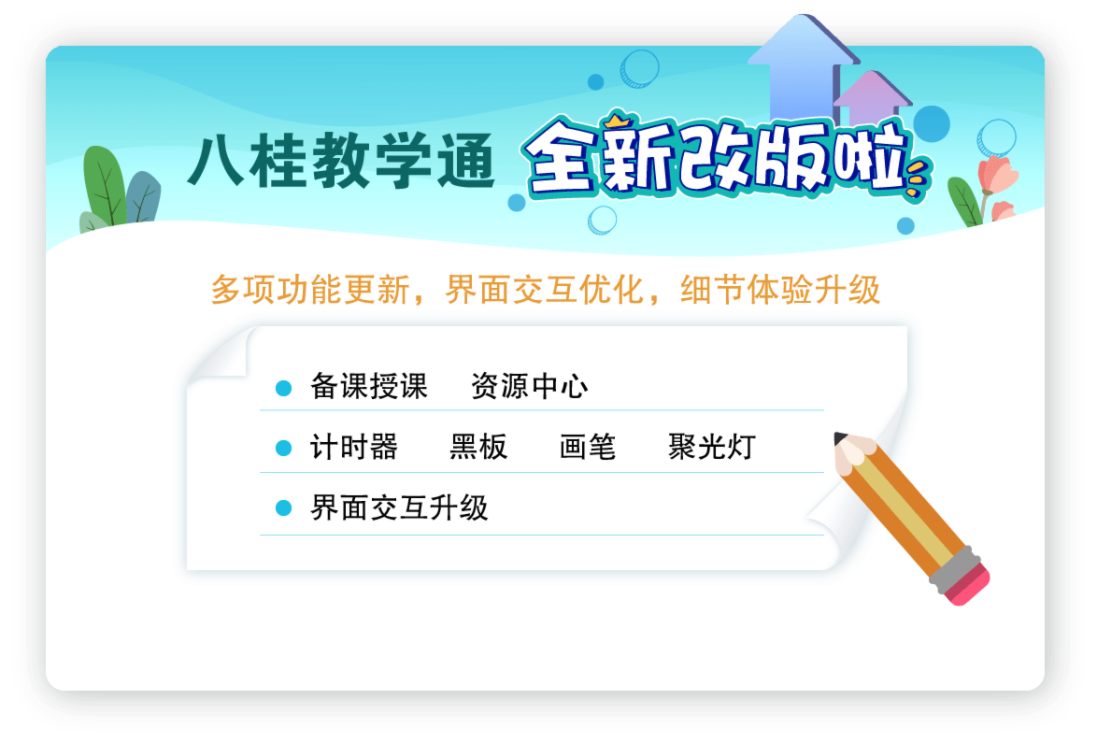 八桂教学通 全新改版啦
多项功能更新，界面交互优化，细节体验升级
备课授课 资源中心
计时器 黑板 画笔 聚光灯
界面交互升级